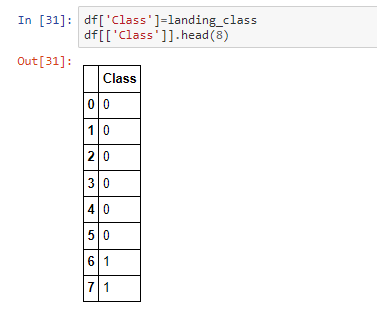 In [31]: df['Class']=landing_class
df[['Class']].head(8)
Out[31]:
Class
0 0
1 0
2 0
3 0
4 0
5 0
6 1
7 1